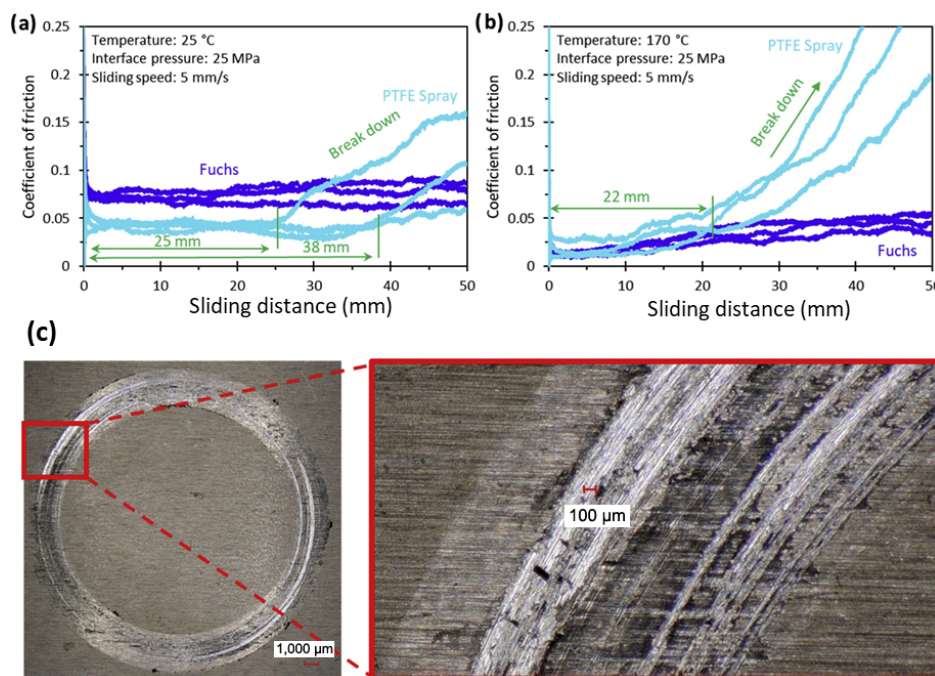 (a)
0.25
0.2
0.15
0.1
0.05
0
Coefficient of friction
Temperature: 25 °C
Interface pressure: 25 MPa
Sliding speed: 5 mm/s
PTFE Spray
Break down
Fuchs
25 mm
38 mm
0 10 20 30 40 50
Sliding distance (mm)
(b)
0.25
0.2
0.15
0.1
0.05
0
Coefficient of friction
Temperature: 170 °C
Interface pressure: 25 MPa
Sliding speed: 5 mm/s
PTFE Spray
Break down
22 mm
Fuchs
0 10 20 30 40 50
Sliding distance (mm)
(c)
1,000 µm
100 µm